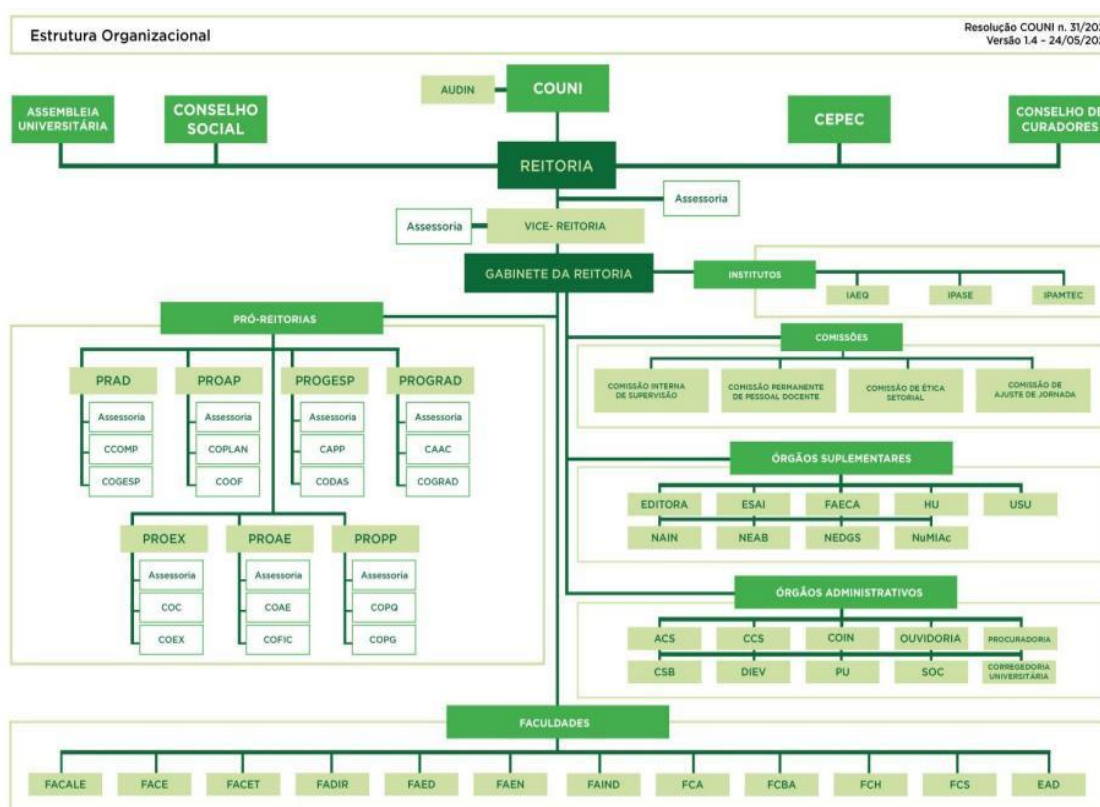 Estrutura Organizacional
Resolução COUNI n. 31/202
Versão 1.4 - 24/05/202
AUDIN
COUNI
ASSEMBLEIA
UNIVERSITÁRIA
CONSELHO
SOCIAL
CEPEC
CONSELHO DE
CURADORES
REITORIA
Assessoria
Assessoria
VICE- REITORIA
GABINETE DA REITORIA
INSTITUTOS
IAEQ
IPASE
IPAMTEC
PRÓ-REITORIAS
COMISSÕES
COMISSÃO INTERNA
DE SUPERVISÃO
COMISSÃO PERMANENTE
DE PESSOAL DOCENTE
COMISSÃO DE ÉTICA
SETORIAL
COMISSÃO DE
AJUSTE DE JORNADA
PRAD
PROAP
PROGESP
PROGRAD
Assessoria
Assessoria
Assessoria
Assessoria
CCOMP
COPLAN
CAPP
CAAC
COGESP
COOF
CODAS
COGRAD
ÓRGÃOS SUPLEMENTARES
EDITORA
ESAI
FAECA
HU
USU
NAIN
NEAB
NEDGS
NuMIAc
PROEX
PROAE
PROPP
Assessoria
Assessoria
Assessoria
COC
COAE
COPQ
COEX
COFIC
COPG
ÓRGÃOS ADMINISTRATIVOS
ACS
CCS
COIN
OUVIDORIA
PROCURADORIA
CSB
DIEV
PU
SOC
CORREGEDORIA
UNIVERSITÁRIA
FACULDADES
FACALE
FACE
FACET
FADIR
FAED
FAEN
FAIND
FCA
FCBA
FCH
FCS
EAD